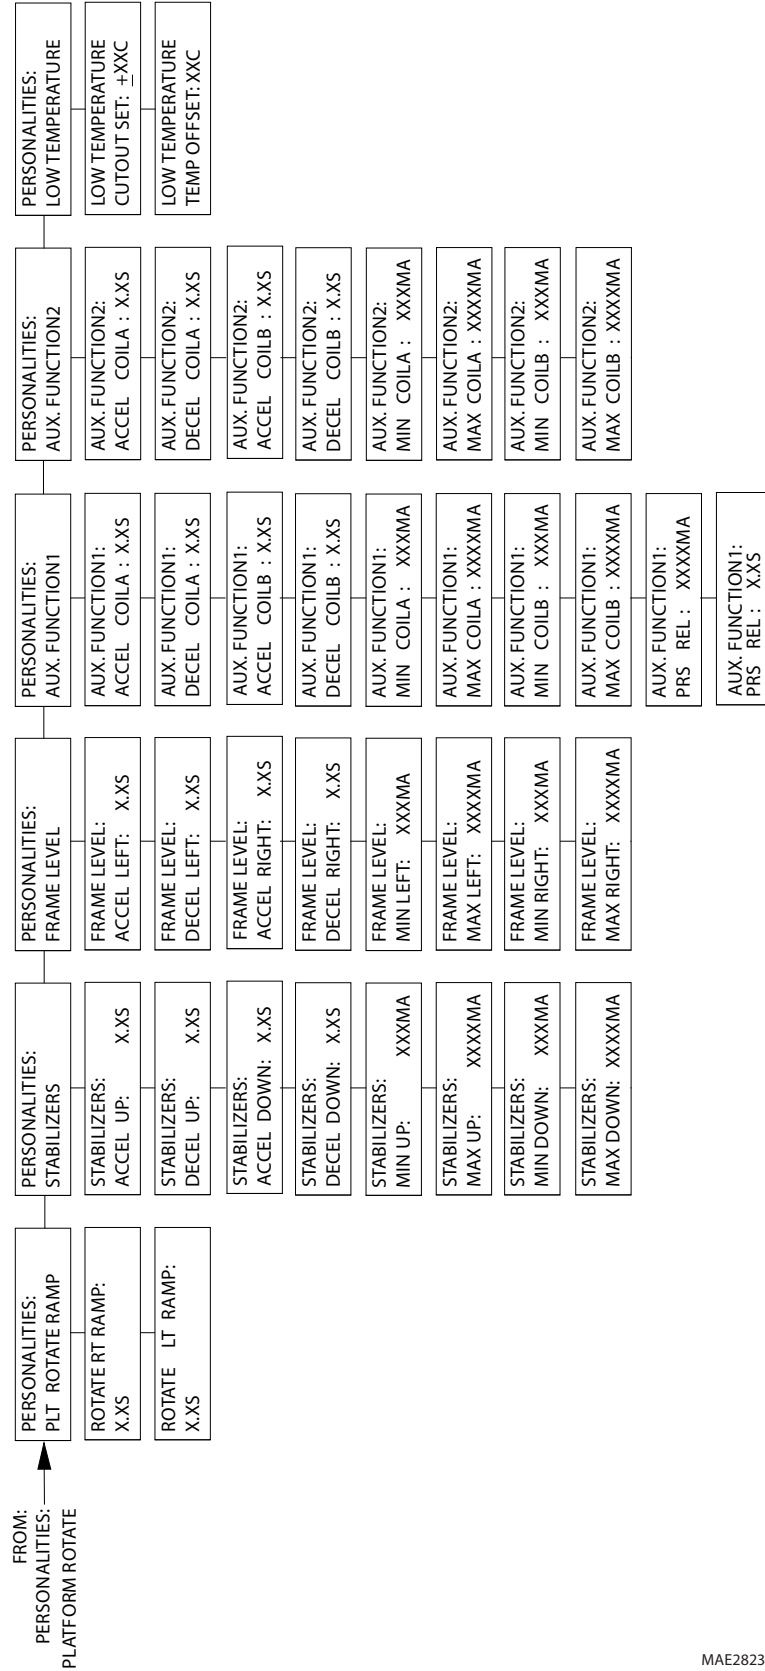 FROM:
PERSONALITIES:
PLATFORM ROTATE
PERSONALITIES:
PLT ROTATE RAMP
ROTATE RT RAMP:
X.XS
ROTATE LT RAMP:
X.XS
PERSONALITIES:
STABILIZERS
STABILIZERS:
ACCEL UP: X.XS
STABILIZERS:
DECEL UP: X.XS
STABILIZERS:
ACCEL DOWN: X.XS
STABILIZERS:
DECEL DOWN: X.XS
STABILIZERS:
MIN UP: XXXMA
STABILIZERS:
MAX UP: XXXXMA
STABILIZERS:
MIN DOWN: XXXMA
STABILIZERS:
MAX DOWN: XXXXMA
PERSONALITIES:
FRAME LEVEL
FRAME LEVEL:
ACCEL LEFT: X.XS
FRAME LEVEL:
DECEL LEFT: X.XS
FRAME LEVEL:
ACCEL RIGHT: X.XS
FRAME LEVEL:
DECEL RIGHT: X.XS
FRAME LEVEL:
MIN LEFT: XXXMA
FRAME LEVEL:
MAX LEFT: XXXXMA
FRAME LEVEL:
MIN RIGHT: XXXMA
FRAME LEVEL:
MAX RIGHT: XXXXMA
PERSONALITIES:
AUX. FUNCTION1
AUX. FUNCTION1:
ACCEL COILA : X.XS
AUX. FUNCTION1:
DECEL COILA : X.XS
AUX. FUNCTION1:
ACCEL COILB : X.XS
AUX. FUNCTION1:
DECEL COILB : X.XS
AUX. FUNCTION1:
MIN COILA : XXXMA
AUX. FUNCTION1:
MAX COILA : XXXXMA
AUX. FUNCTION1:
MIN COILB : XXXMA
AUX. FUNCTION1:
MAX COILB : XXXXMA
AUX. FUNCTION1:
PRS REL : XXXXMA
AUX. FUNCTION1:
PRS REL : X.XS
PERSONALITIES:
AUX. FUNCTION2
AUX. FUNCTION2:
ACCEL COILA : X.XS
AUX. FUNCTION2:
DECEL COILA : X.XS
AUX. FUNCTION2:
ACCEL COILB : X.XS
AUX. FUNCTION2:
DECEL COILB : X.XS
AUX. FUNCTION2:
MIN COILA : XXXMA
AUX. FUNCTION2:
MAX COILA : XXXXMA
AUX. FUNCTION2:
MIN COILB : XXXMA
AUX. FUNCTION2:
MAX COILB : XXXXMA
PERSONALITIES:
LOW TEMPERATURE
LOW TEMPERATURE
CUTOUT SET: ±XXC
LOW TEMPERATURE
TEMP OFFSET: XXC
MAE2823